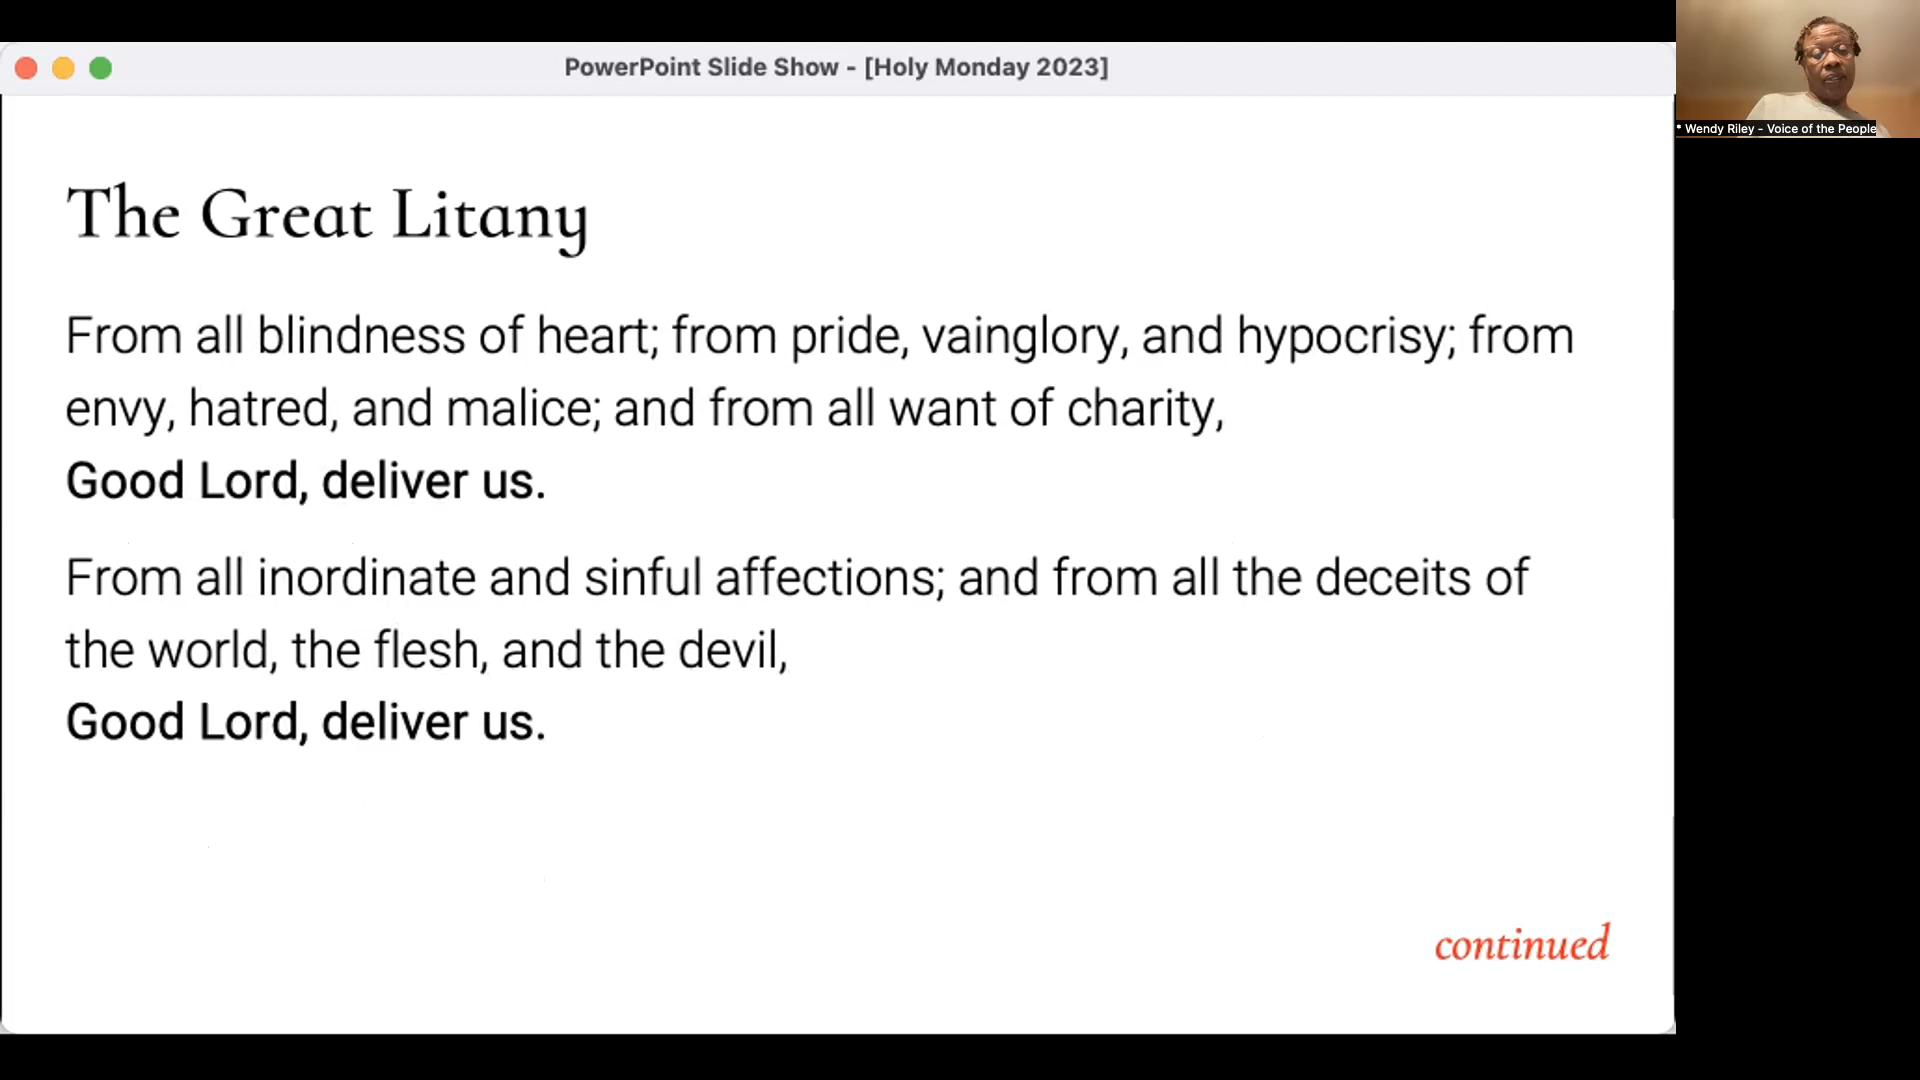 PowerPoint Slide Show - [Holy Monday 2023]
* Wendy Riley - Voice of the People
The Great Litany
From all blindness of heart; from pride, vainglory, and hypocrisy; from
envy, hatred, and malice; and from all want of charity,
Good Lord, deliver us.
From all inordinate and sinful affections; and from all the deceits of
the world, the flesh, and the devil,
Good Lord, deliver us.
continued